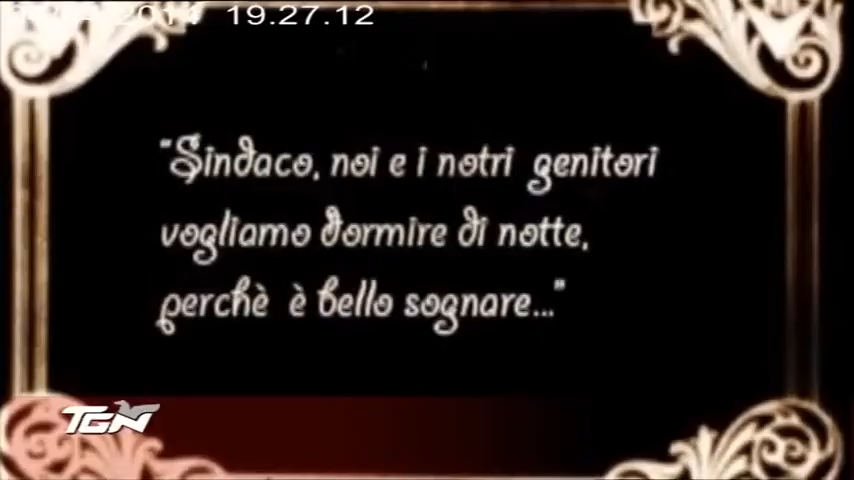 19.27.12
"Sindaco, noi e i notri genitori
vogliamo dormire di notte,
perchè è bello sognare..."
TGN